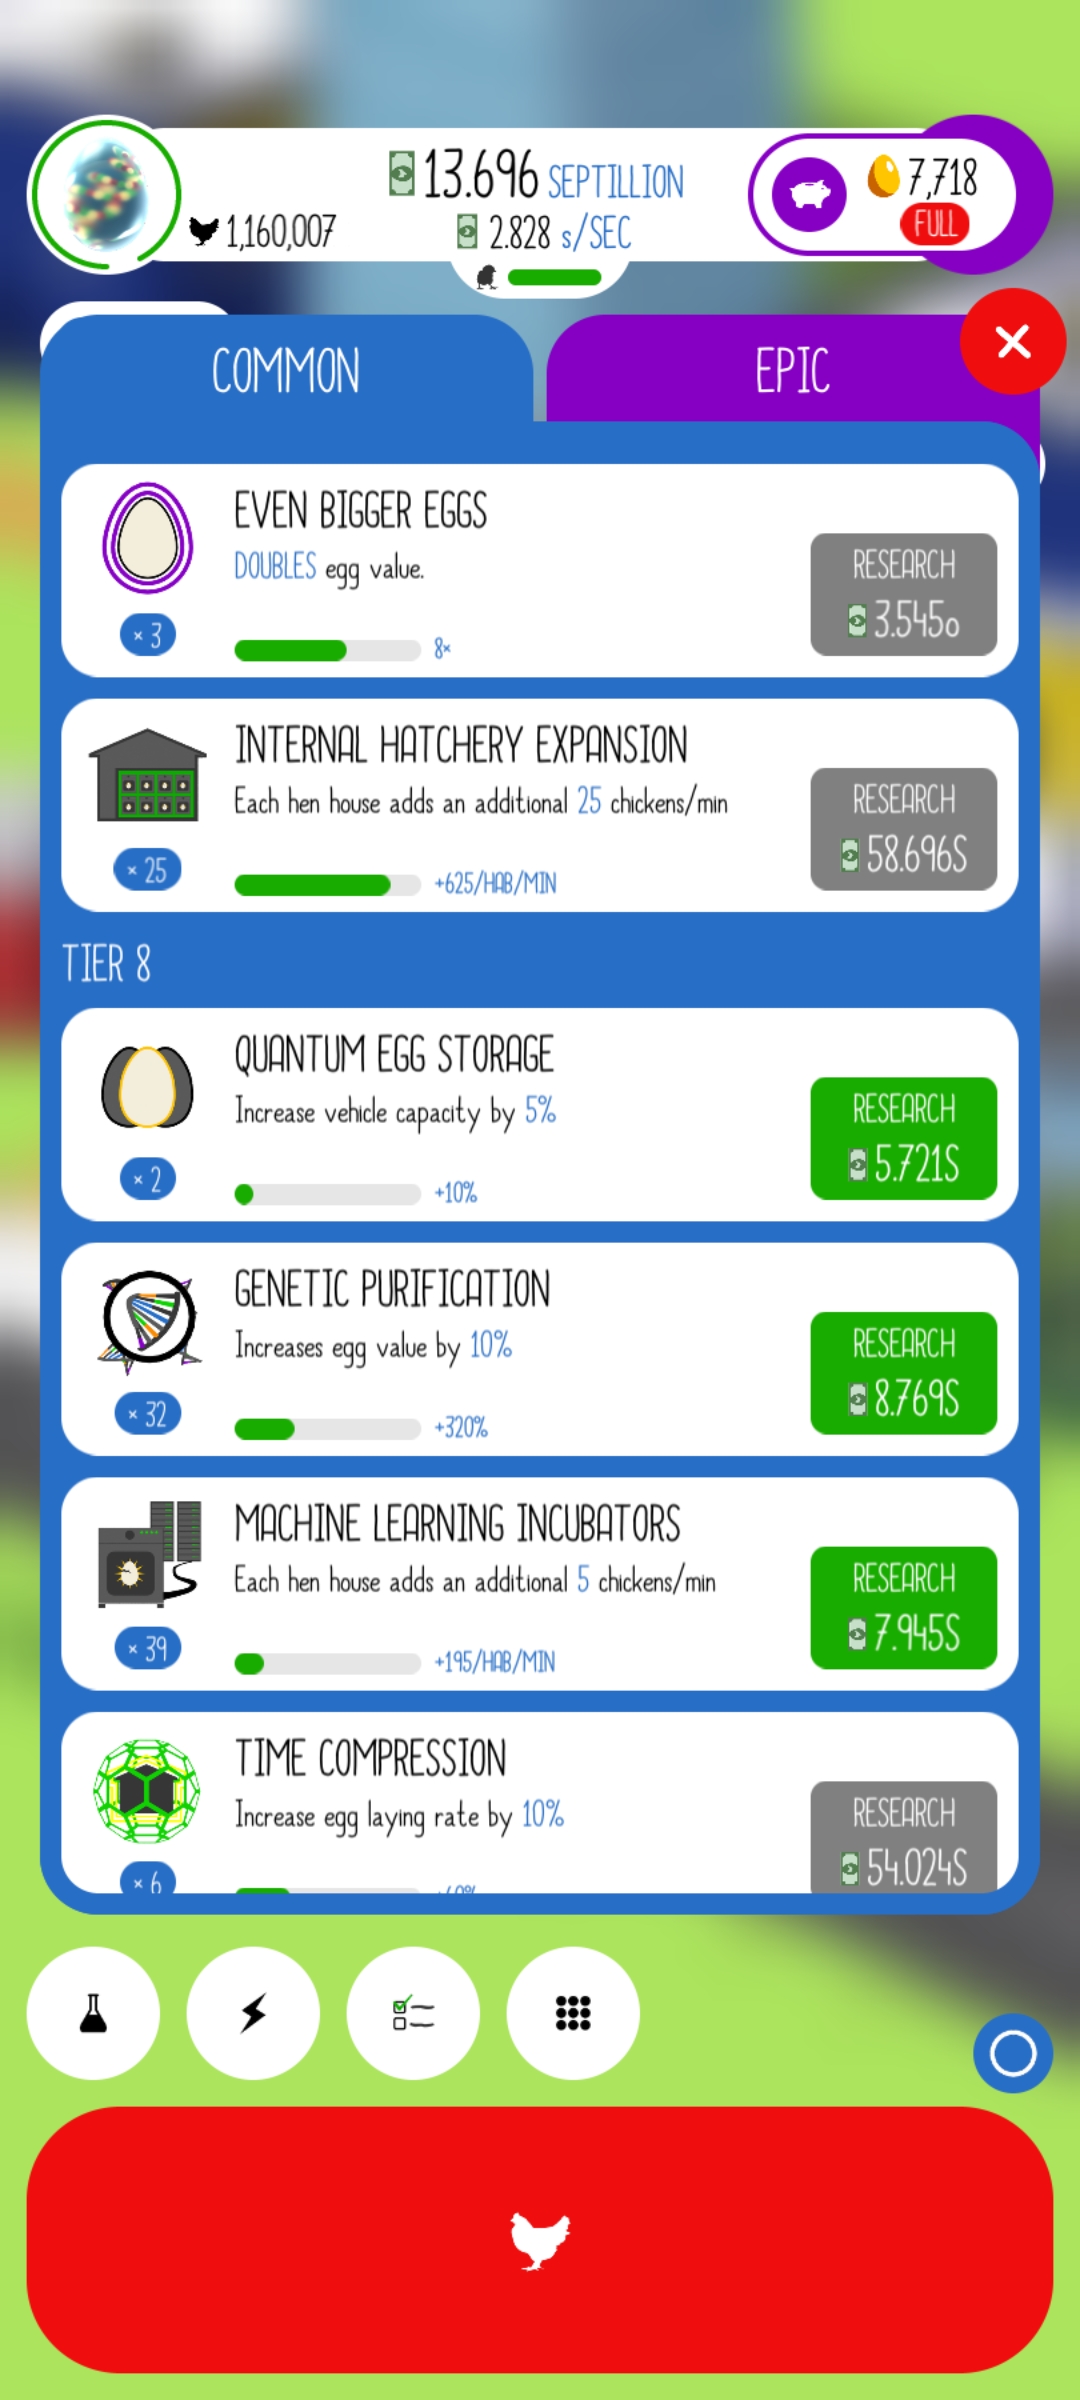 13.696 SEPTILLION
7,718
1,160,007
2.828 s/SEC
FULL
COMMON
EPIC
EVEN BIGGER EGGS
DOUBLES egg value.
RESEARCH
3.545o
× 3
8×
INTERNAL HATCHERY EXPANSION
Each hen house adds an additional 25 chickens/min
RESEARCH
58.696S
× 25
+625/HAB/MIN
TIER 8
QUANTUM EGG STORAGE
Increase vehicle capacity by 5%
RESEARCH
5.721S
× 2
+10%
GENETIC PURIFICATION
Increases egg value by 10%
RESEARCH
8.769S
× 32
+320%
MACHINE LEARNING INCUBATORS
Each hen house adds an additional 5 chickens/min
RESEARCH
7.945S
× 39
+195/HAB/MIN
TIME COMPRESSION
Increase egg laying rate by 10%
RESEARCH
54.024S
× 6